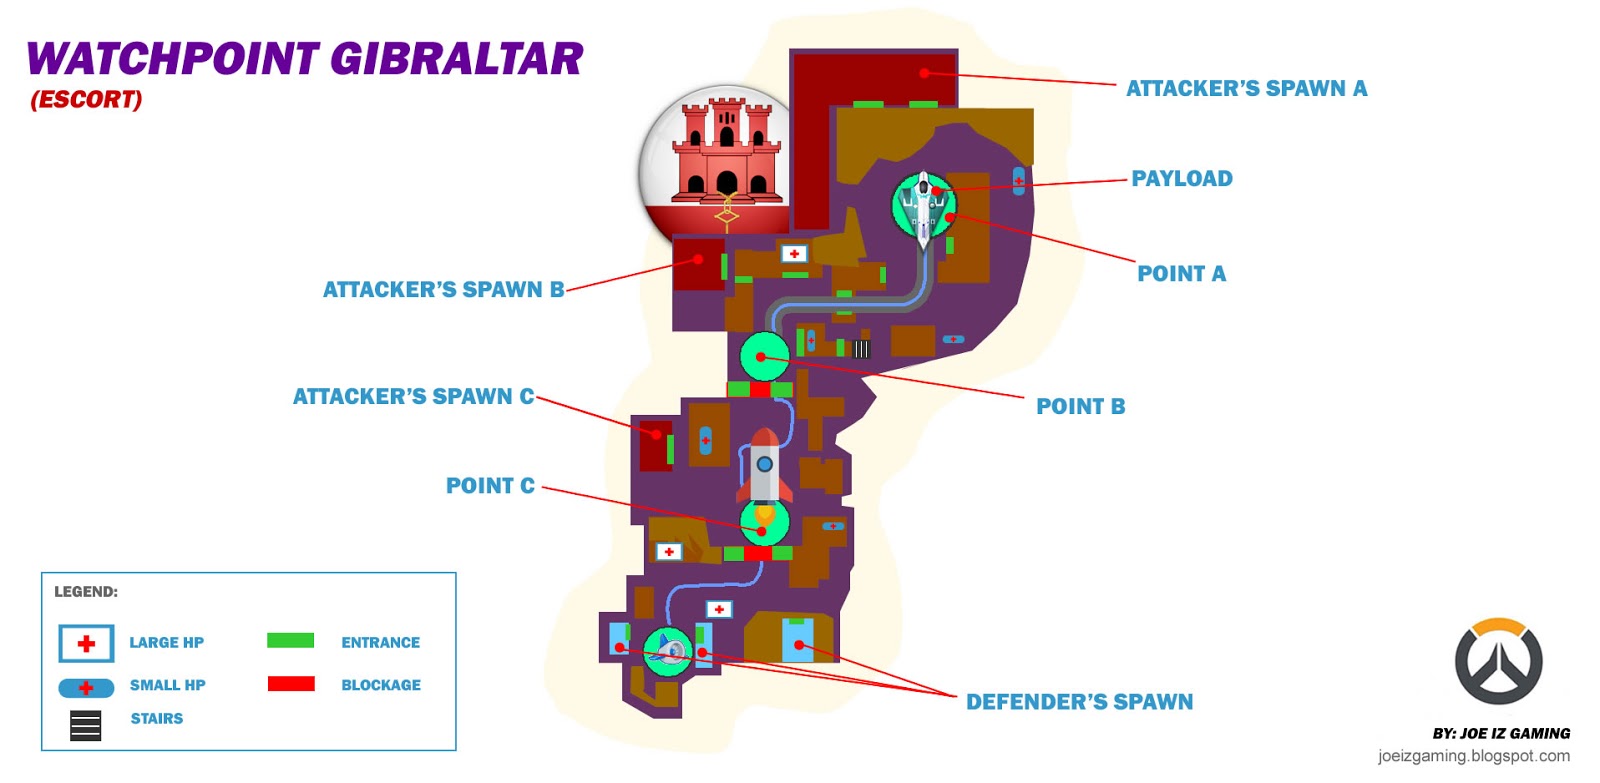 WATCHPOINT GIBRALTAR
(ESCORT)
ATTACKER'S SPAWN A
PAYLOAD
POINT A
ATTACKER'S SPAWN B
ATTACKER'S SPAWN C
POINT B
POINT C
LEGEND:
LARGE HP
ENTRANCE
SMALL HP
BLOCKAGE
STAIRS
DEFENDER'S SPAWN
BY: JOE IZ GAMING
joeizgaming.blogspot.com